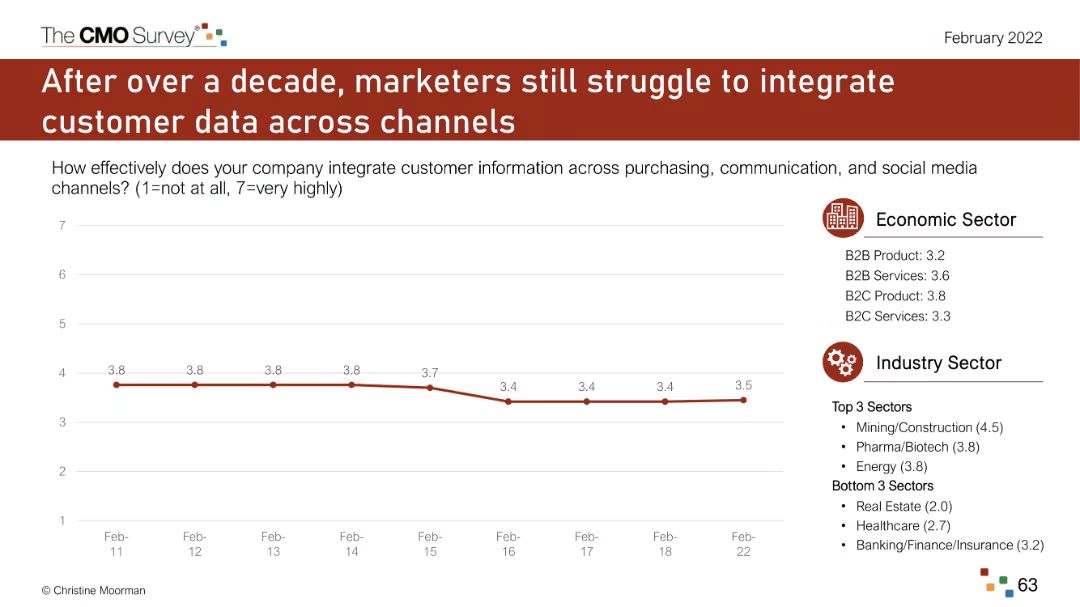 The CMO Survey®
February 2022
After over a decade, marketers still struggle to integrate
customer data across channels
How effectively does your company integrate customer information across purchasing, communication, and social media
channels? (1=not at all, 7=very highly)
7
6
5
4
3
2
1
3.8
3.8
3.8
3.8
3.7
3.4
3.4
3.4
3.5
Feb-
11
Feb-
12
Feb-
13
Feb-
14
Feb-
15
Feb-
16
Feb-
17
Feb-
18
Feb-
22
Economic Sector
B2B Product: 3.2
B2B Services: 3.6
B2C Product: 3.8
B2C Services: 3.3
Industry Sector
Top 3 Sectors
• Mining/Construction (4.5)
• Pharma/Biotech (3.8)
• Energy (3.8)
Bottom 3 Sectors
• Real Estate (2.0)
• Healthcare (2.7)
• Banking/Finance/Insurance (3.2)
© Christine Moorman
63